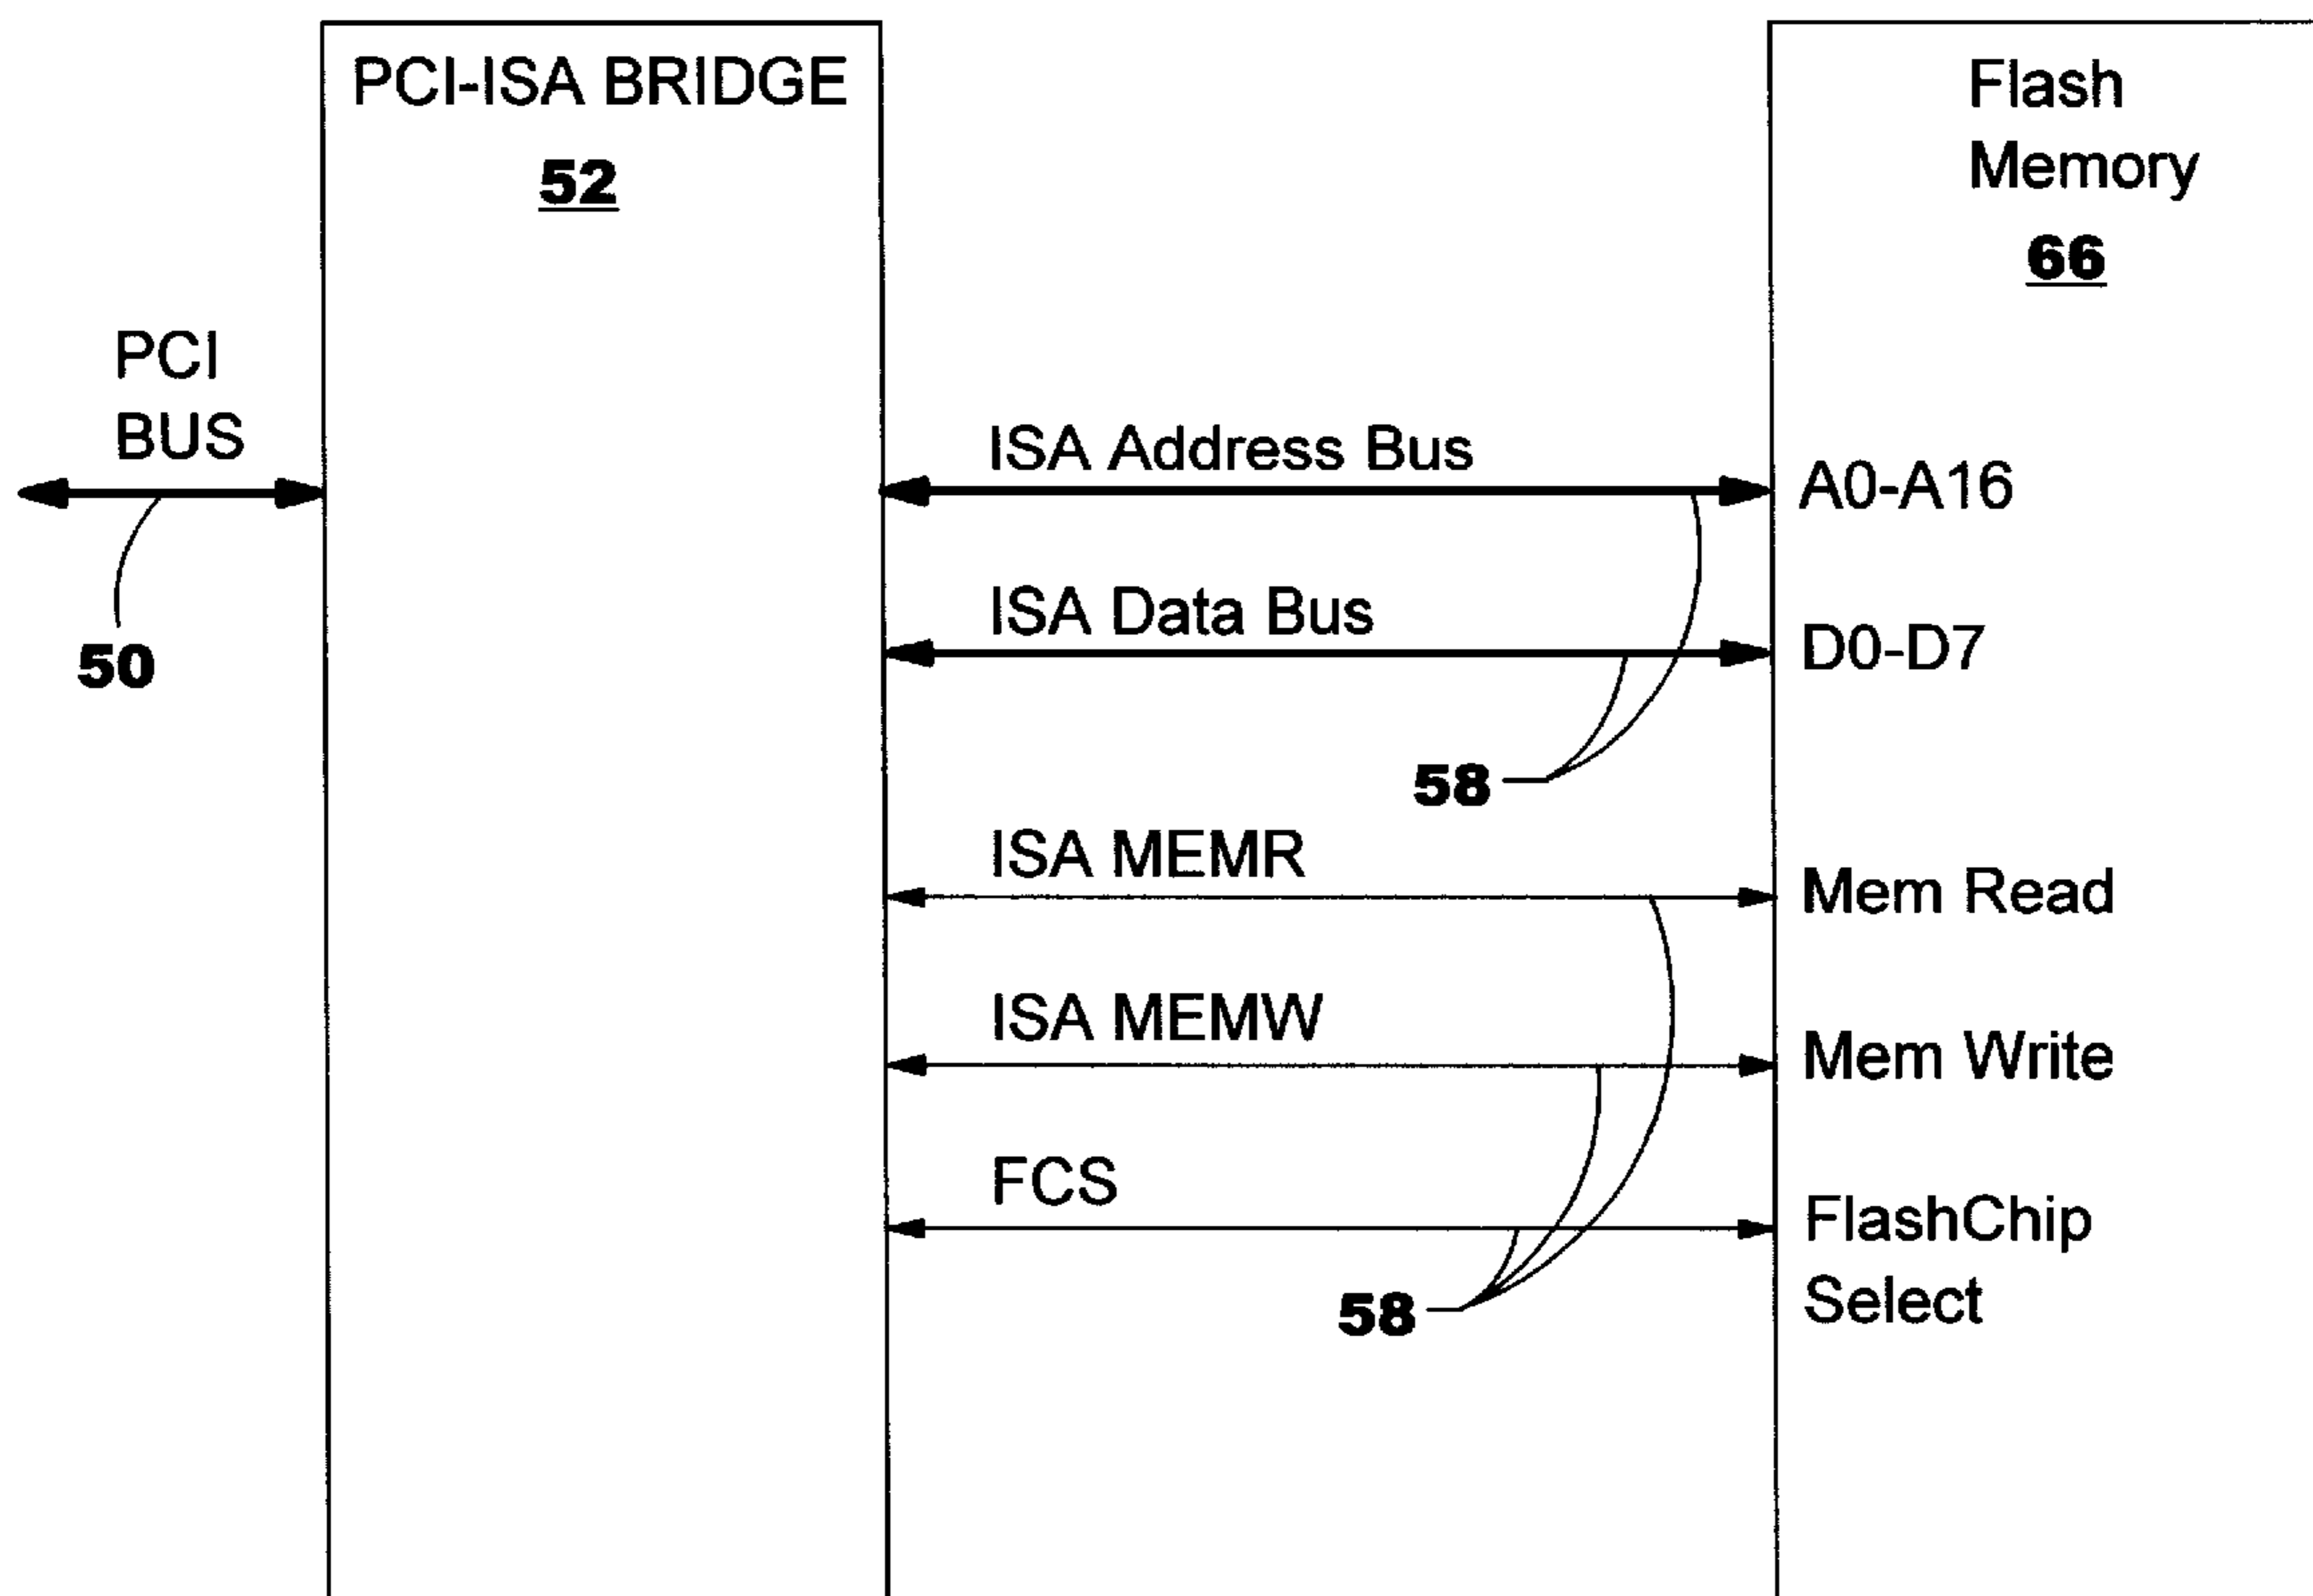 PCI-ISA BRIDGE
52
Flash
Memory
66
PCI
BUS
50
ISA Address Bus
A0-A16
ISA Data Bus
D0-D7
58
ISA MEMR
Mem Read
ISA MEMW
Mem Write
FCS
FlashChip
Select
58